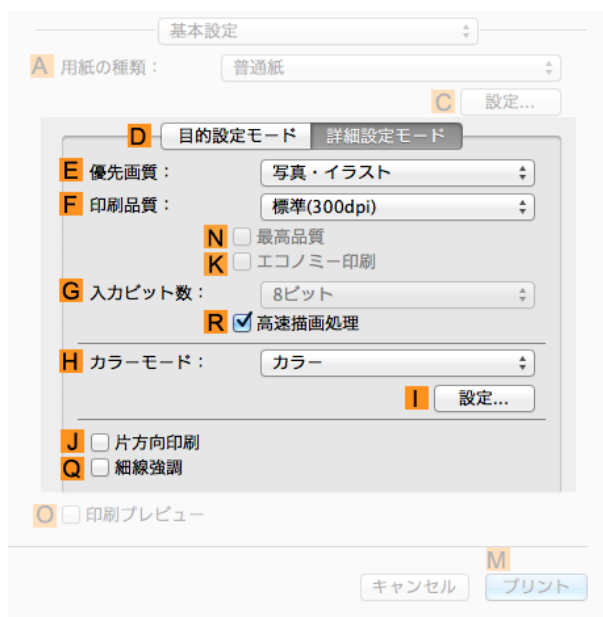 基本設定
A 用紙の種類： 普通紙
C 設定...
D 目的設定モード 詳細設定モード
E 優先画質： 写真・イラスト
F 印刷品質： 標準(300dpi)
N 最高品質
K エコノミー印刷
G 入力ビット数： 8ビット
R 高速描画処理
H カラーモード： カラー
I 設定...
J 片方向印刷
Q 細線強調
O 印刷プレビュー
M
キャンセル プリント